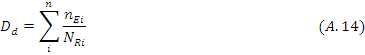 $D_d = \sum_{i}^{n} \frac{n_{Ei}}{N_{Ri}}$ (A.14)